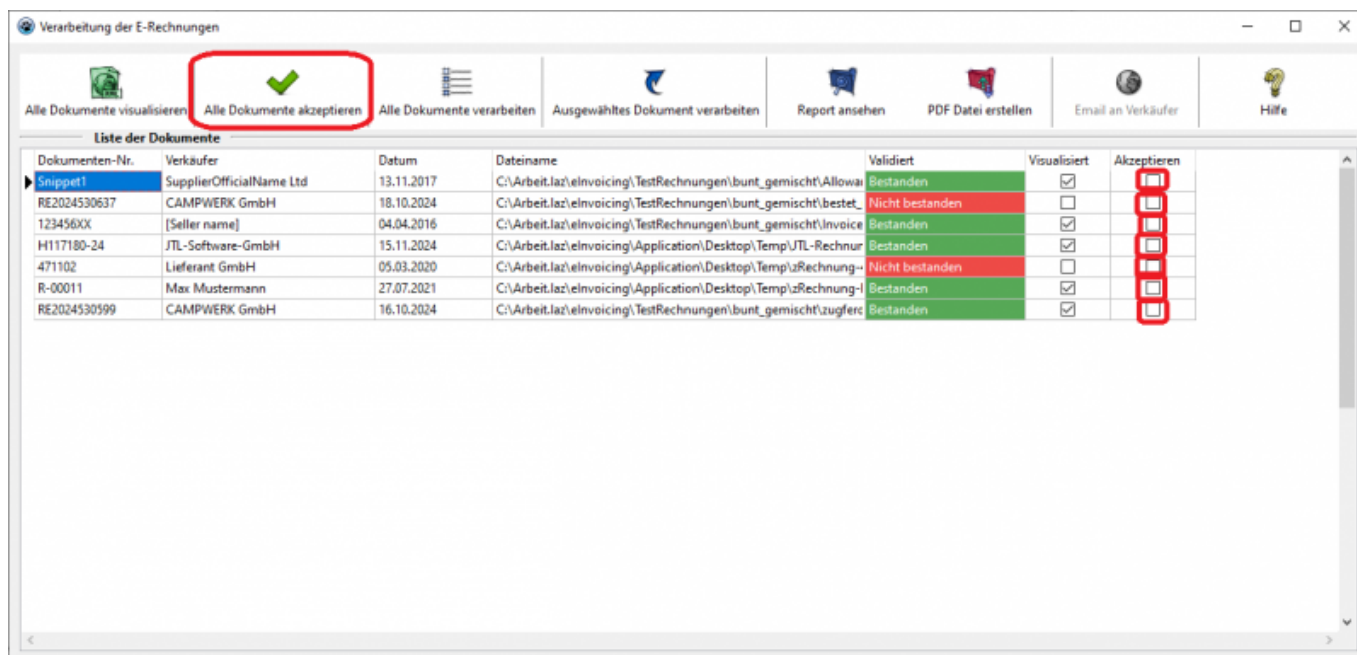 Verarbeitung der E-Rechnungen
Alle Dokumente visualisieren Alle Dokumente akzeptieren Alle Dokumente verarbeiten Ausgewähltes Dokument verarbeiten Report ansehen PDF Datei erstellen Email an Verkäufer Hilfe
Liste der Dokumente
Dokumenten-Nr. Verkäufer Datum Dateiname Validiert Visualisiert Akzeptieren
Snippet1 SupplierOfficialName Ltd 13.11.2017 C:\Arbeit.laz\eInvoicing\TestRechnungen\bunt_gemischt\Allowa Bestanden
RE2024530637 CAMPWERK GmbH 18.10.2024 C:\Arbeit.laz\eInvoicing\TestRechnungen\bunt_gemischt\bestet_ Nicht bestanden
123456XX [Seller name] 04.04.2016 C:\Arbeit.laz\eInvoicing\TestRechnungen\bunt_gemischt\Invoice Bestanden
H117180-24 JTL-Software-GmbH 15.11.2024 C:\Arbeit.laz\eInvoicing\Application\Desktop\Temp\JTL-Rechnur Bestanden
471102 Lieferant GmbH 05.03.2020 C:\Arbeit.laz\eInvoicing\Application\Desktop\Temp\zRechnung- Nicht bestanden
R-00011 Max Mustermann 27.07.2021 C:\Arbeit.laz\eInvoicing\Application\Desktop\Temp\zRechnung-l Bestanden
RE2024530599 CAMPWERK GmbH 16.10.2024 C:\Arbeit.laz\eInvoicing\TestRechnungen\bunt_gemischt\zugferc Bestanden